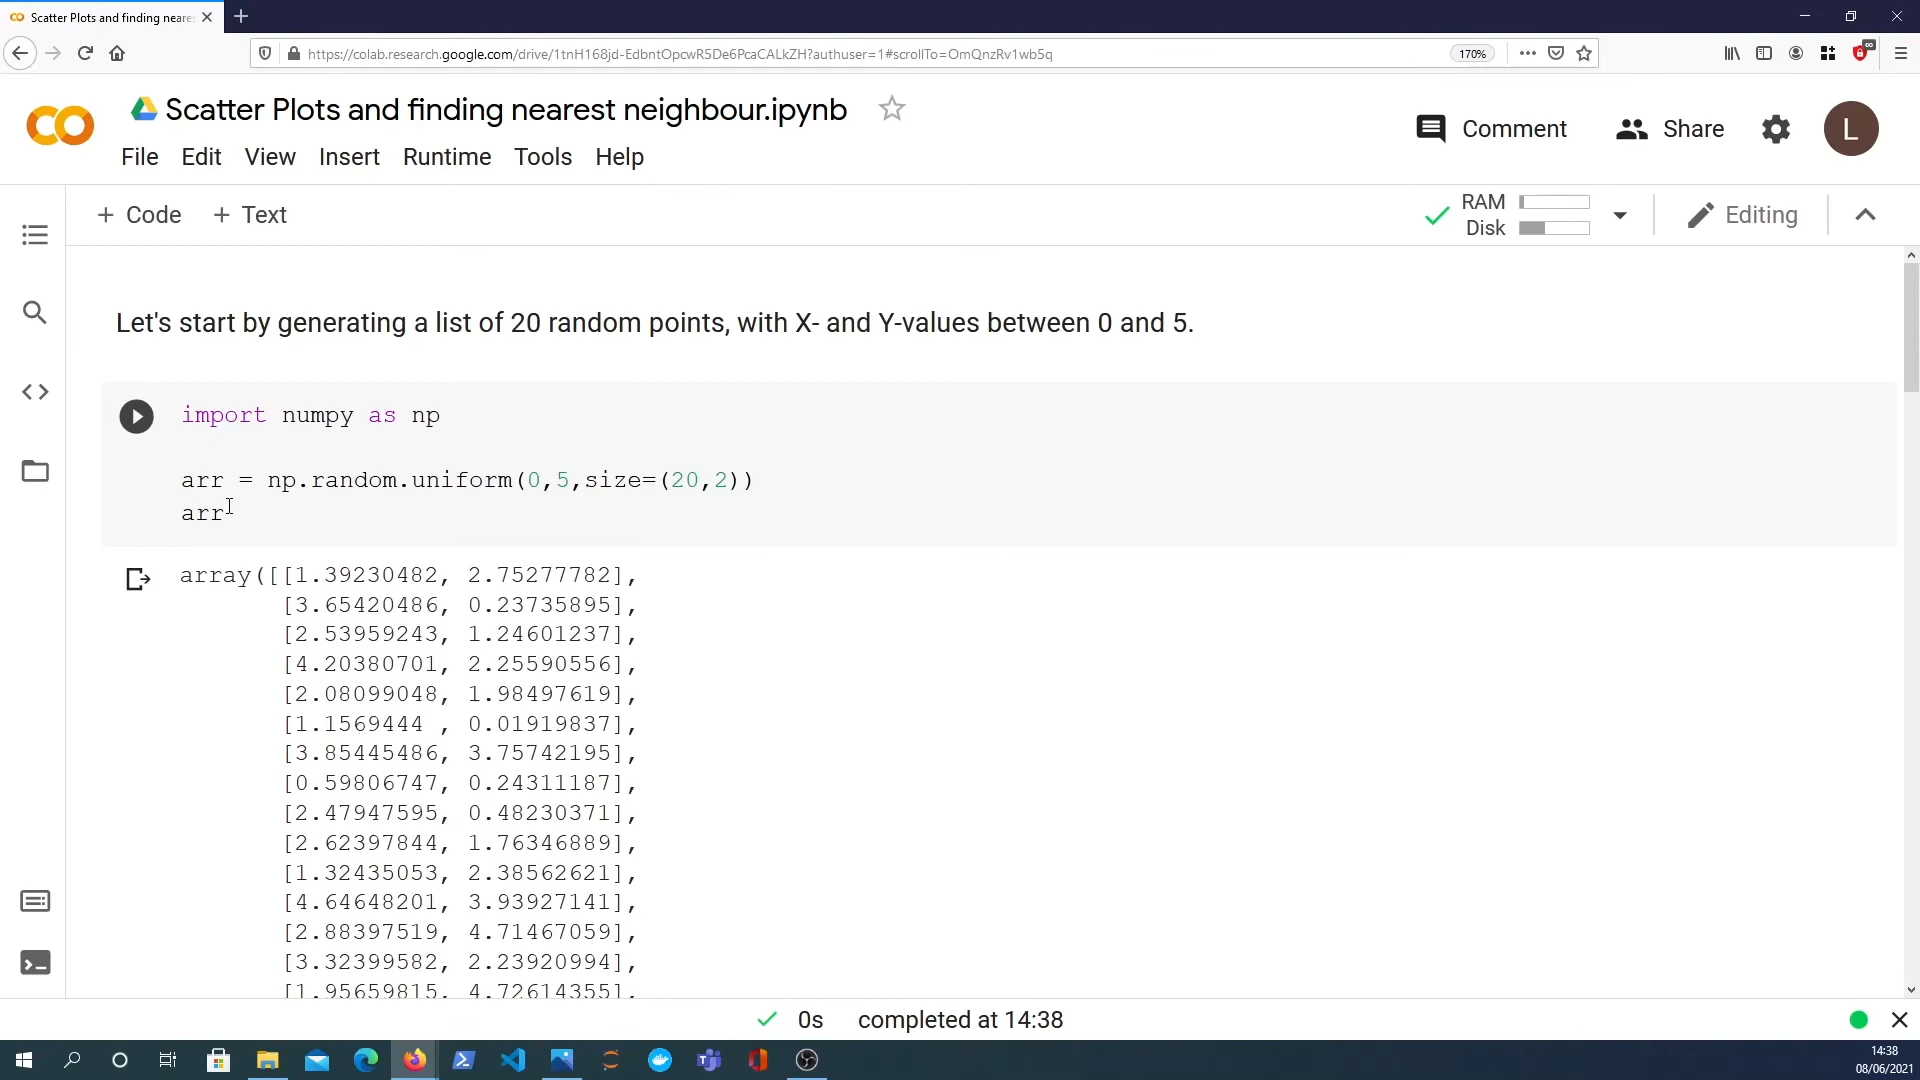 Scatter Plots and finding neare
https://colab.research.google.com/drive/1tnH168jd-EdbntOpcwR5De6PcaCALkZH?authuser=1#scrollTo=OmQnzRv1wb5q
170%
Scatter Plots and finding nearest neighbour.ipynb
Comment
Share
L
File Edit View Insert Runtime Tools Help
+ Code + Text
RAM
Disk
Editing
Let's start by generating a list of 20 random points, with X- and Y-values between 0 and 5.
import numpy as np
arr = np.random.uniform(0,5,size=(20,2))
arr
array([[1.39230482, 2.75277782],
[3.65420486, 0.23735895],
[2.53959243, 1.24601237],
[4.20380701, 2.25590556],
[2.08099048, 1.98497619],
[1.1569444 , 0.01919837],
[3.85445486, 3.75742195],
[0.59806747, 0.24311187],
[2.47947595, 0.48230371],
[2.62397844, 1.76346889],
[1.32435053, 2.38562621],
[4.64648201, 3.93927141],
[2.88397519, 4.71467059],
[3.32399582, 2.23920994],
[1.95659815, 4.72614355],
0s completed at 14:38
14:38
08/06/2021